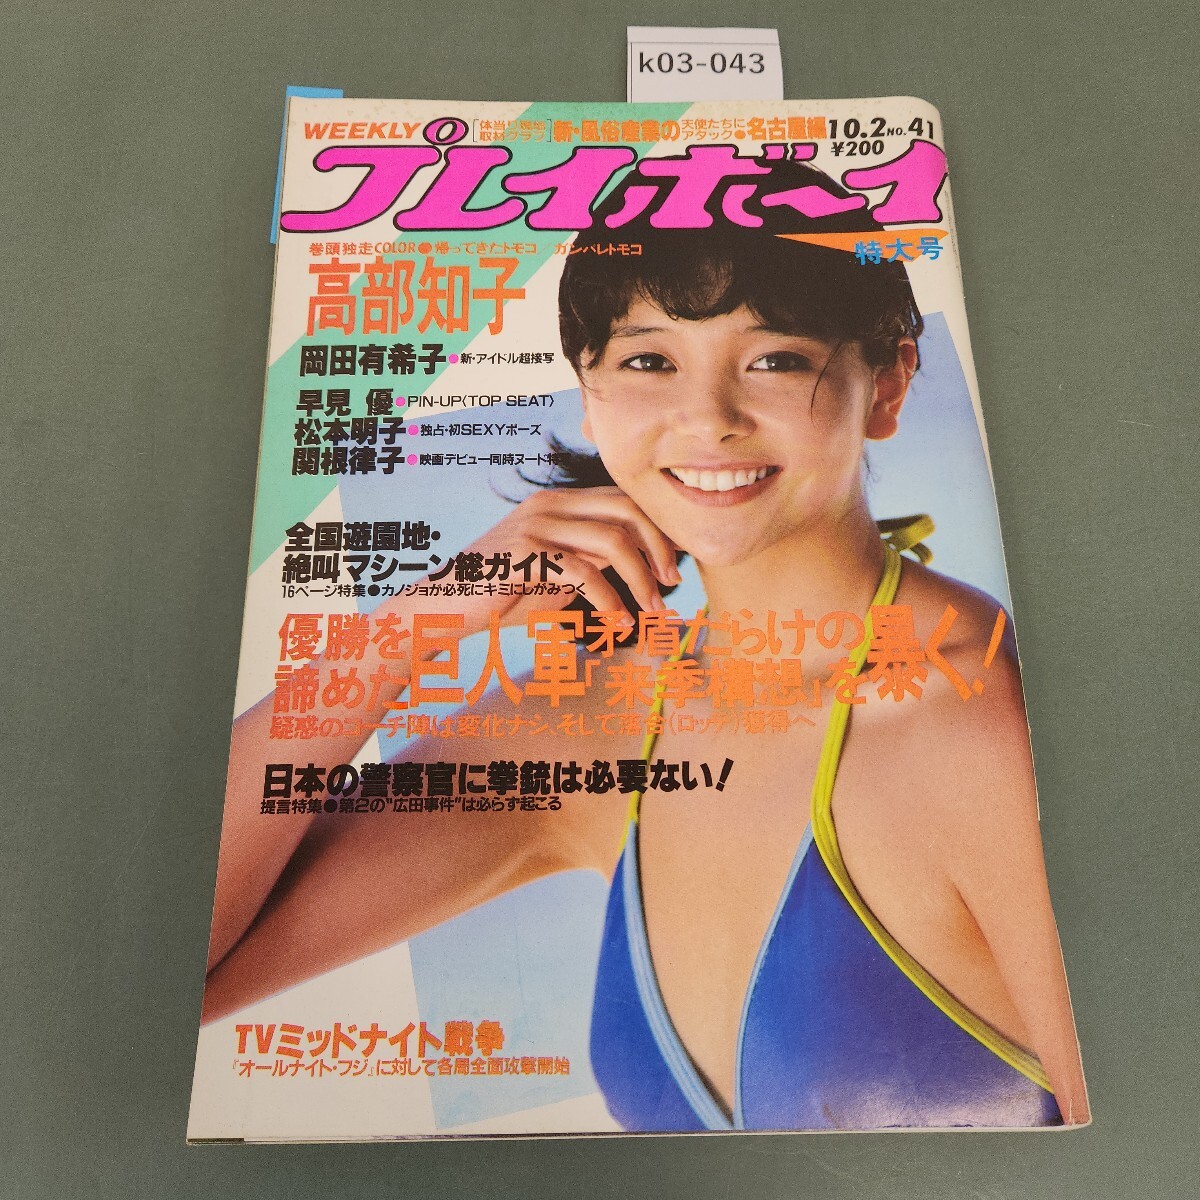 k03-043
WEEKLY
[体当り現地取材グラフ]新・風俗産業の天使たちにアタック●名古屋編
10.2 NO.41
¥200
プレイボーイ
特大号
巻頭独走COLOR●帰ってきたトモコ/ガンバレトモコ
高部知子
岡田有希子●新・アイドル超接写
早見 優●PIN-UP〈TOP SEAT〉
松本明子●独占・初SEXYポーズ
関根律子●映画デビュー同時ヌード
全国遊園地・
絶叫マシーン総ガイド
16ページ特集●カノジョが必死にキミにしがみつく
優勝を諦めた巨人軍矛盾だらけの「来季構想」を暴く!
疑惑のコーチ陣は変化ナシ、そして落合(ロッテ)獲得へ
日本の警察官に拳銃は必要ない!
提言特集●第2の"広田事件"は必らず起こる
TVミッドナイト戦争
『オールナイト・フジ』に対して各局全面攻撃開始